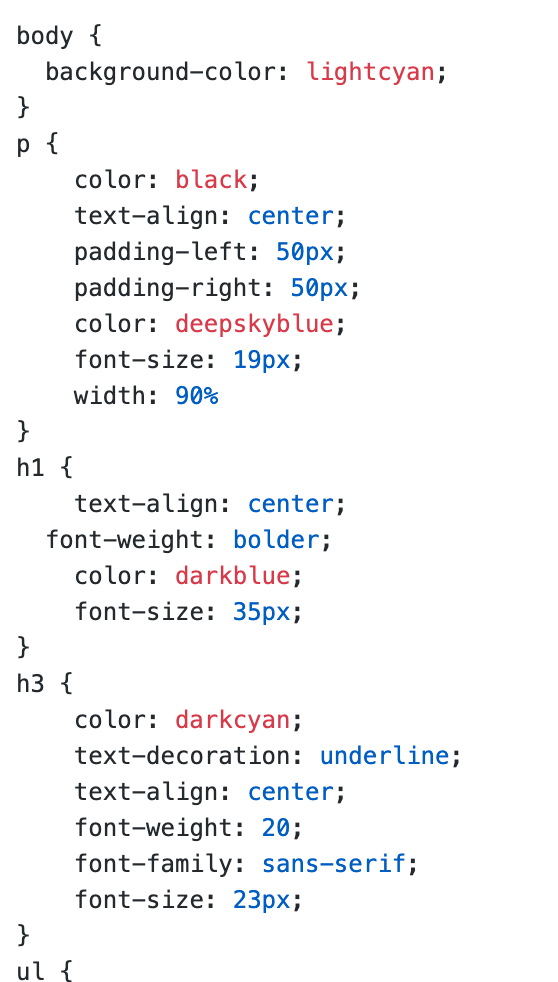 body {
  background-color: lightcyan;
}
p {
    color: black;
    text-align: center;
    padding-left: 50px;
    padding-right: 50px;
    color: deepskyblue;
    font-size: 19px;
    width: 90%
}
h1 {
    text-align: center;
  font-weight: bolder;
    color: darkblue;
    font-size: 35px;
}
h3 {
    color: darkcyan;
    text-decoration: underline;
    text-align: center;
    font-weight: 20;
    font-family: sans-serif;
    font-size: 23px;
}
ul {